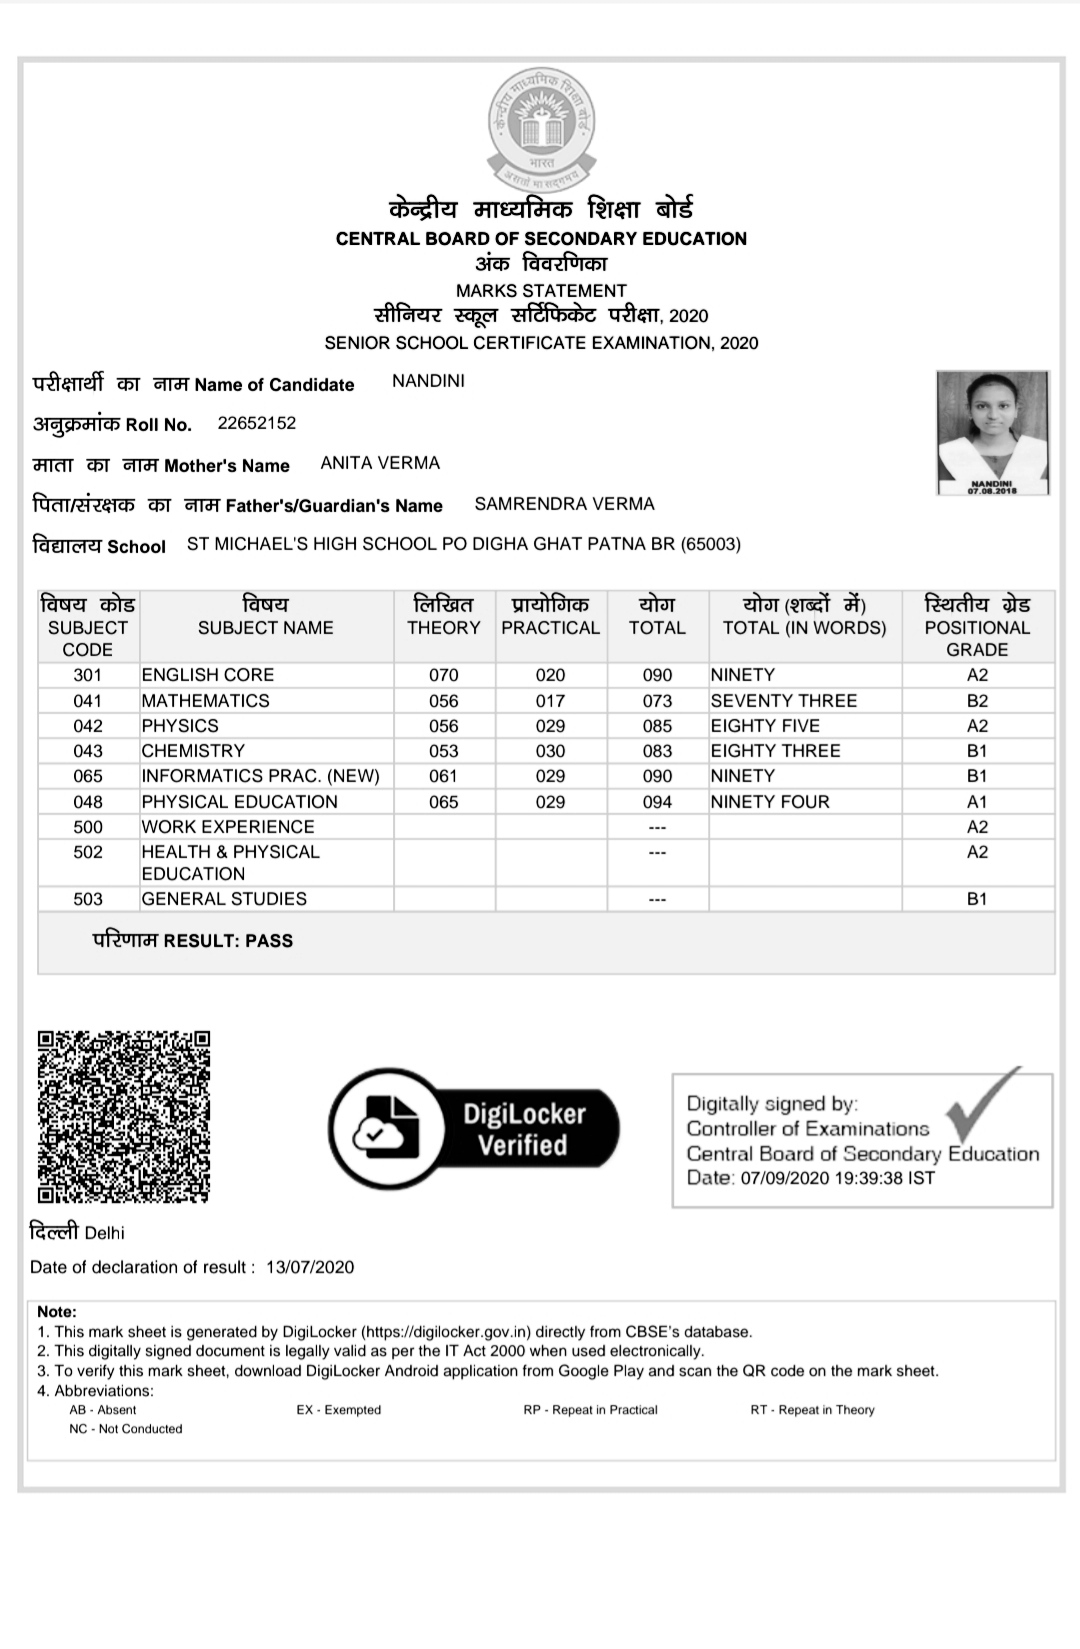 केन्द्रीय माध्यमिक शिक्षा बोर्ड
भारत
असतो मा सद्गमय
केन्द्रीय माध्यमिक शिक्षा बोर्ड
CENTRAL BOARD OF SECONDARY EDUCATION
अंक विवरणिका
MARKS STATEMENT
सीनियर स्कूल सर्टिफिकेट परीक्षा, 2020
SENIOR SCHOOL CERTIFICATE EXAMINATION, 2020
परीक्षार्थी का नाम Name of Candidate NANDINI
अनुक्रमांक Roll No. 22652152
माता का नाम Mother's Name ANITA VERMA
पिता/संरक्षक का नाम Father's/Guardian's Name SAMRENDRA VERMA
विद्यालय School ST MICHAEL'S HIGH SCHOOL PO DIGHA GHAT PATNA BR (65003)
NANDINI
07.08.2018
विषय कोड विषय लिखित प्रायोगिक योग योग (शब्दों में) स्थितीय ग्रेड
SUBJECT SUBJECT NAME THEORY PRACTICAL TOTAL TOTAL (IN WORDS) POSITIONAL
CODE GRADE
301 ENGLISH CORE 070 020 090 NINETY A2
041 MATHEMATICS 056 017 073 SEVENTY THREE B2
042 PHYSICS 056 029 085 EIGHTY FIVE A2
043 CHEMISTRY 053 030 083 EIGHTY THREE B1
065 INFORMATICS PRAC. (NEW) 061 029 090 NINETY B1
048 PHYSICAL EDUCATION 065 029 094 NINETY FOUR A1
500 WORK EXPERIENCE --- A2
502 HEALTH & PHYSICAL --- A2
EDUCATION
503 GENERAL STUDIES --- B1
परिणाम RESULT: PASS
DigiLocker
Verified
Digitally signed by:
Controller of Examinations
Central Board of Secondary Education
Date: 07/09/2020 19:39:38 IST
दिल्ली Delhi
Date of declaration of result : 13/07/2020
Note:
1. This mark sheet is generated by DigiLocker (https://digilocker.gov.in) directly from CBSE's database.
2. This digitally signed document is legally valid as per the IT Act 2000 when used electronically.
3. To verify this mark sheet, download DigiLocker Android application from Google Play and scan the QR code on the mark sheet.
4. Abbreviations:
AB - Absent EX - Exempted RP - Repeat in Practical RT - Repeat in Theory
NC - Not Conducted